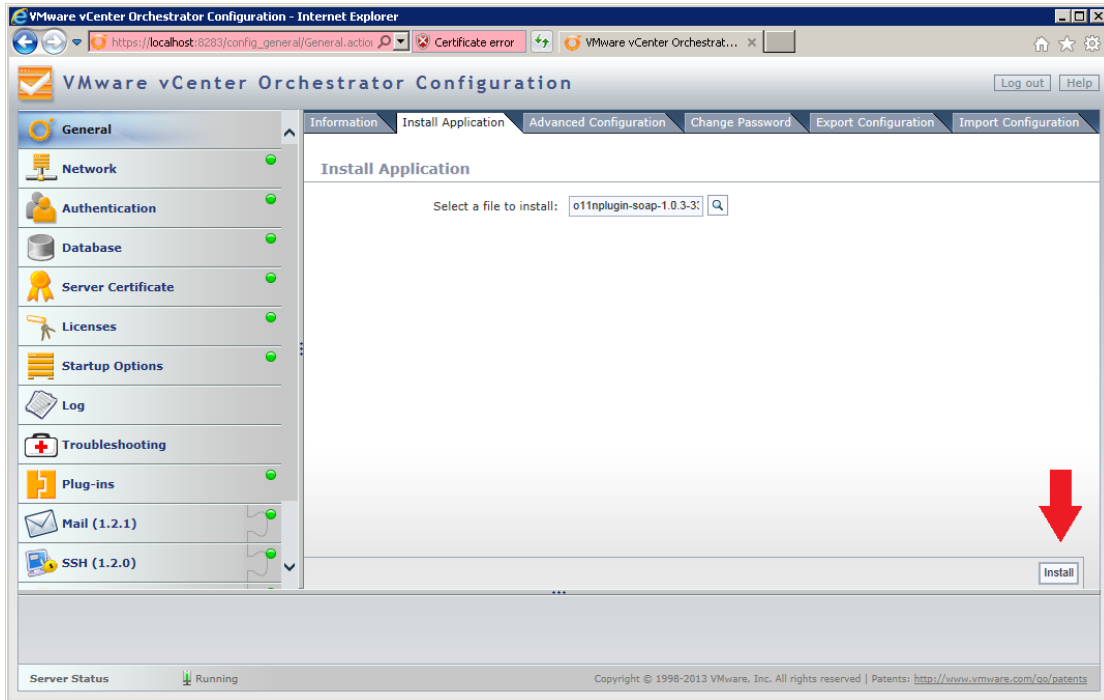 VMware vCenter Orchestrator Configuration - Internet Explorer
https://localhost:8283/config_general/General.action
Certificate error
VMware vCenter Orchestrat...
VMware vCenter Orchestrator Configuration
Log out
Help
General
Network
Authentication
Database
Server Certificate
Licenses
Startup Options
Log
Troubleshooting
Plug-ins
Mail (1.2.1)
SSH (1.2.0)
Information
Install Application
Advanced Configuration
Change Password
Export Configuration
Import Configuration
Install Application
Select a file to install: o11nplugin-soap-1.0.3-33
Install
Server Status
Running
Copyright © 1998-2013 VMware, Inc. All rights reserved | Patents: http://www.vmware.com/go/patents